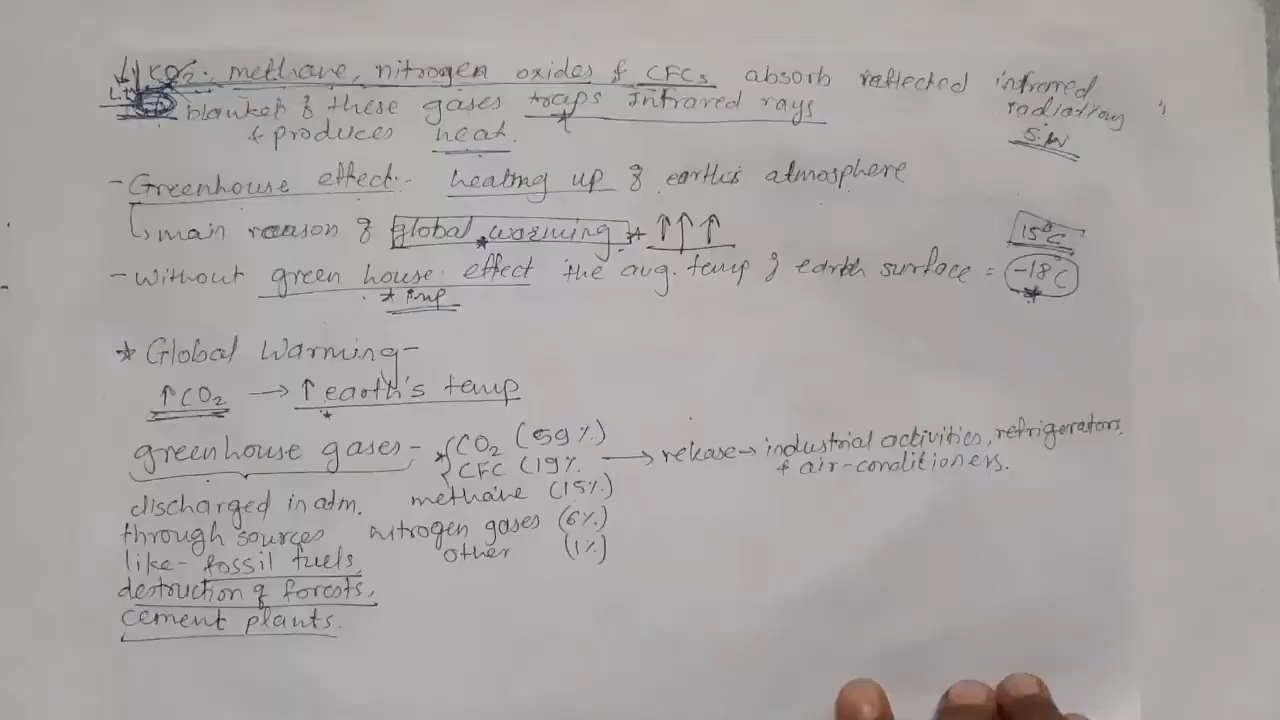 CO2, methane, nitrogen oxides & CFCs absorb reflected infrared radiation
S.W
blanket of these gases traps infrared rays
& produces heat.
- Greenhouse effect:- heating up of earth's atmosphere
↳ main reason of global warming * ↑↑↑
15°C
- Without green house effect the avg. temp of earth surface = -18°C
* Imp
* Global Warming -
↑CO2 → ↑ earth's temp
greenhouse gases - CO2 (59%)
CFC (19%) → release → industrial activities, refrigerators,
& air-conditioners.
methane (15%)
nitrogen gases (6%)
other (1%)
discharged in atm.
through sources
like - fossil fuels,
destruction of forests,
cement plants.